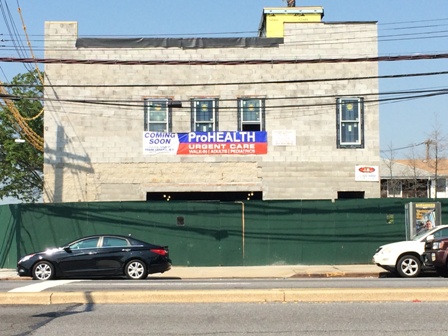 COMING
SOON
ProHEALTH
URGENT CARE
WALK-IN | ADULTS | PEDIATRICS